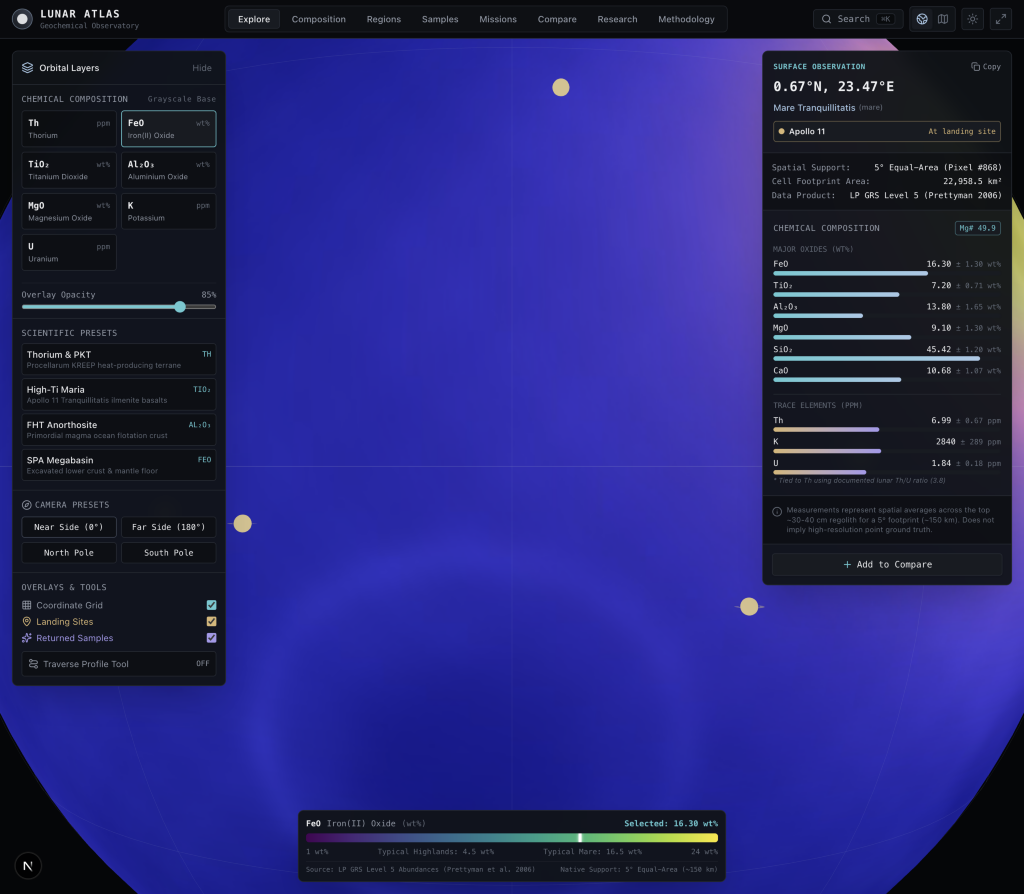 LUNAR ATLAS
Geochemical Observatory
Explore Composition Regions Samples Missions Compare Research Methodology
Search ⌘K
Orbital Layers Hide
CHEMICAL COMPOSITION Grayscale Base
Th ppm
Thorium
FeO wt%
Iron(II) Oxide
TiO₂ wt%
Titanium Dioxide
Al₂O₃ wt%
Aluminium Oxide
MgO wt%
Magnesium Oxide
K ppm
Potassium
U ppm
Uranium
Overlay Opacity 85%
SCIENTIFIC PRESETS
Thorium & PKT TH
Procellarum KREEP heat-producing terrane
High-Ti Maria TIO₂
Apollo 11 Tranquillitatis ilmenite basalts
FHT Anorthosite AL₂O₃
Primordial magma ocean flotation crust
SPA Megabasin FEO
Excavated lower crust & mantle floor
CAMERA PRESETS
Near Side (0°) Far Side (180°)
North Pole South Pole
OVERLAYS & TOOLS
Coordinate Grid
Landing Sites
Returned Samples
Traverse Profile Tool OFF
N
SURFACE OBSERVATION Copy
0.67°N, 23.47°E
Mare Tranquillitatis (mare)
Apollo 11 At landing site
Spatial Support: 5° Equal-Area (Pixel #868)
Cell Footprint Area: 22,958.5 km²
Data Product: LP GRS Level 5 (Prettyman 2006)
CHEMICAL COMPOSITION Mg# 49.9
MAJOR OXIDES (WT%)
FeO 16.30 ± 1.30 wt%
TiO₂ 7.20 ± 0.71 wt%
Al₂O₃ 13.80 ± 1.65 wt%
MgO 9.10 ± 1.30 wt%
SiO₂ 45.42 ± 1.20 wt%
CaO 10.68 ± 1.07 wt%
TRACE ELEMENTS (PPM)
Th 6.99 ± 0.67 ppm
K 2840 ± 289 ppm
U 1.84 ± 0.18 ppm
* Tied to Th using documented lunar Th/U ratio (3.8)
Measurements represent spatial averages across the top
~30-40 cm regolith for a 5° footprint (~150 km). Does not
imply high-resolution point ground truth.
+ Add to Compare
FeO Iron(II) Oxide (wt%) Selected: 16.30 wt%
1 wt% Typical Highlands: 4.5 wt% Typical Mare: 16.5 wt% 24 wt%
Source: LP GRS Level 5 Abundances (Prettyman et al. 2006) Native Support: 5° Equal-Area (~150 km)